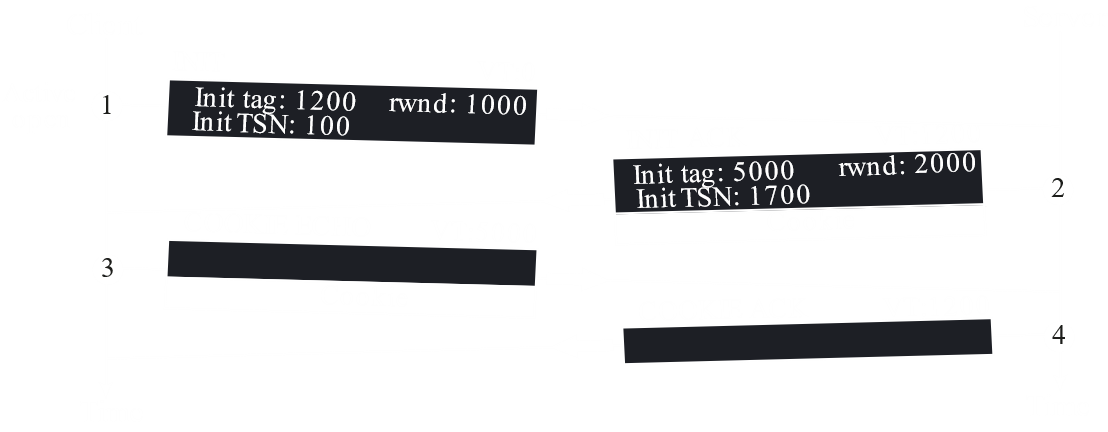 1
Init tag: 1200 rwnd: 1000
Init TSN: 100
Init tag: 5000 rwnd: 2000
Init TSN: 1700
2
3
4